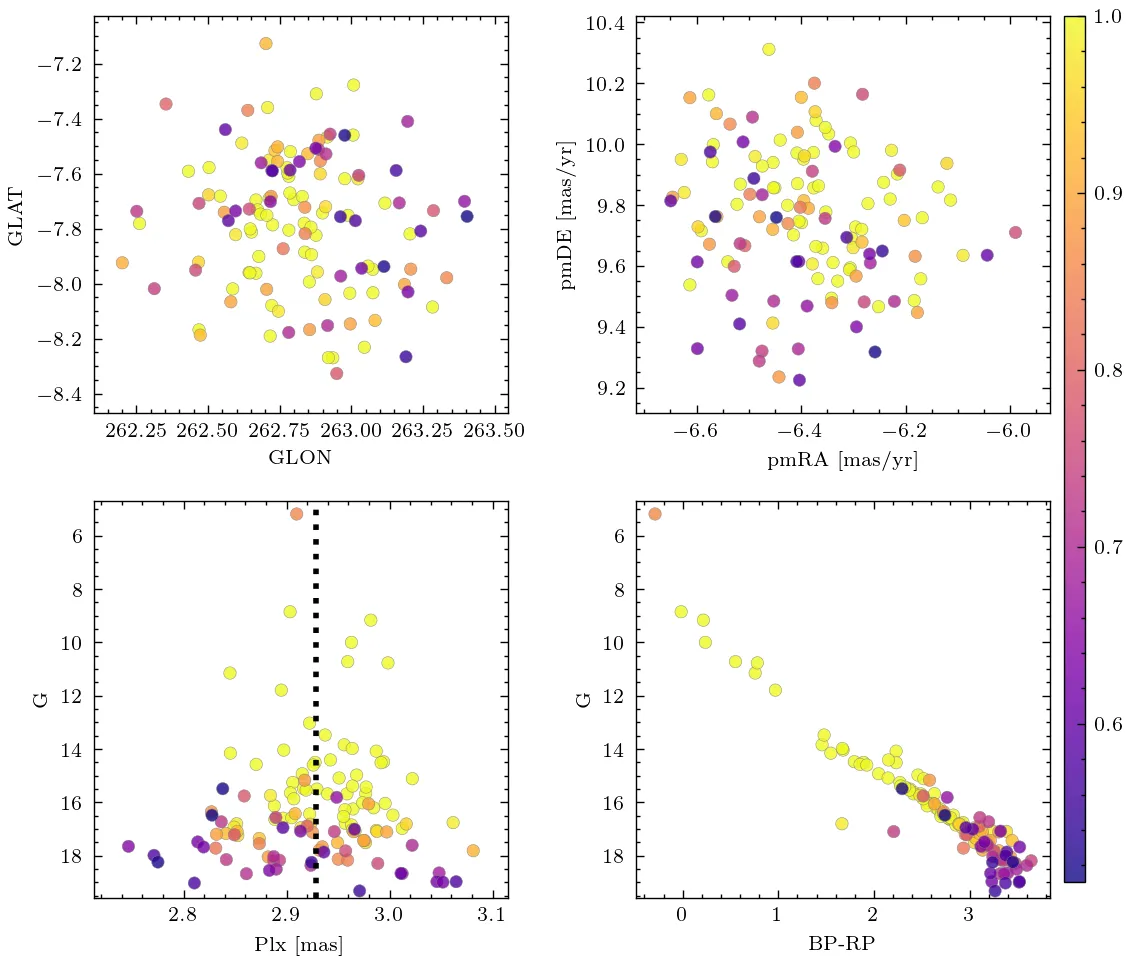 −7.2
−7.4
−7.6
−7.8
−8.0
−8.2
−8.4
GLAT
262.25 262.50 262.75 263.00 263.25 263.50
GLON
10.4
10.2
10.0
9.8
9.6
9.4
9.2
pmDE [mas/yr]
−6.6 −6.4 −6.2 −6.0
pmRA [mas/yr]
6
8
10
12
14
16
18
G
2.8 2.9 3.0 3.1
Plx [mas]
6
8
10
12
14
16
18
G
0 1 2 3
BP-RP
1.0
0.9
0.8
0.7
0.6